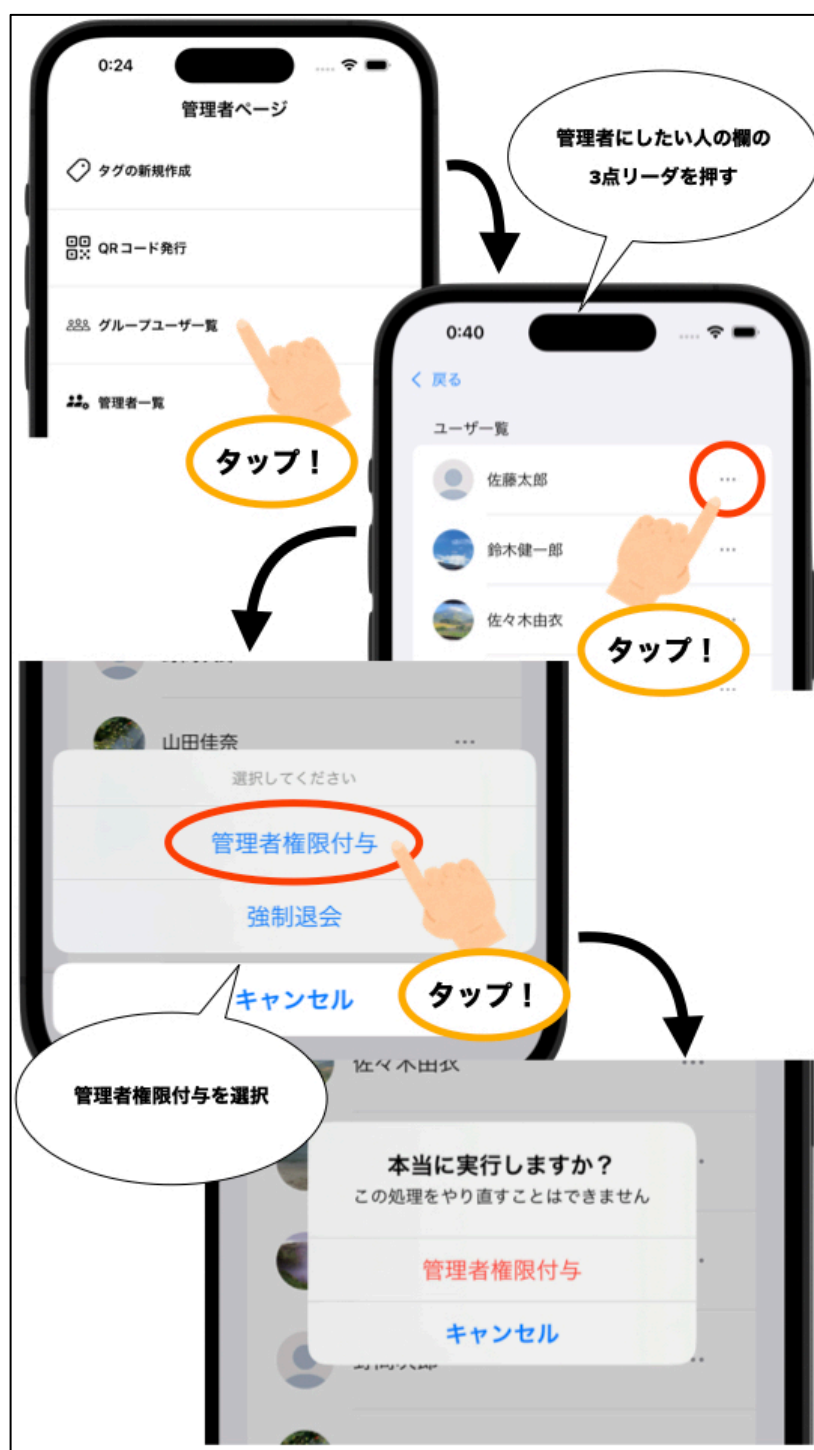 0:24
管理者ページ
タグの新規作成
QRコード発行
グループユーザ一覧
管理者一覧
タップ！
管理者にしたい人の欄の
3点リーダを押す
0:40
戻る
ユーザ一覧
佐藤太郎
鈴木健一郎
佐々木由衣
タップ！
山田佳奈
選択してください
管理者権限付与
強制退会
キャンセル
タップ！
管理者権限付与を選択
佐々木由衣
本当に実行しますか？
この処理をやり直すことはできません
管理者権限付与
キャンセル